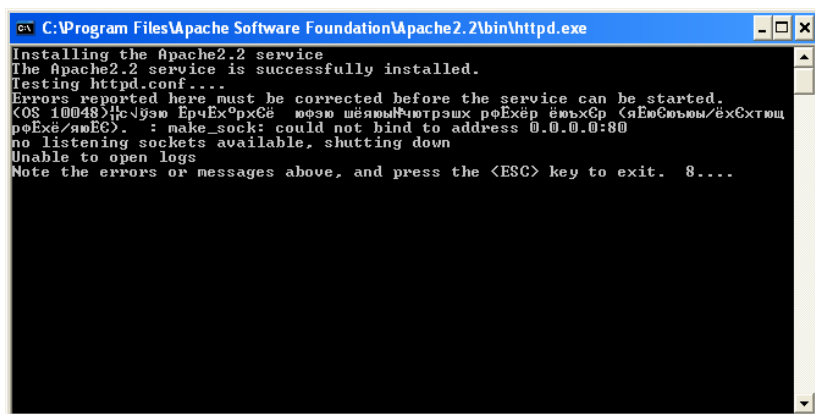 C:\Program Files\Apache Software Foundation\Apache2.2\bin\httpd.exe
Installing the Apache2.2 service
The Apache2.2 service is successfully installed.
Testing httpd.conf....
Errors reported here must be corrected before the service can be started.
(OS 10048) : make_sock: could not bind to address 0.0.0.0:80
no listening sockets available, shutting down
Unable to open logs
Note the errors or messages above, and press the <ESC> key to exit.  8....